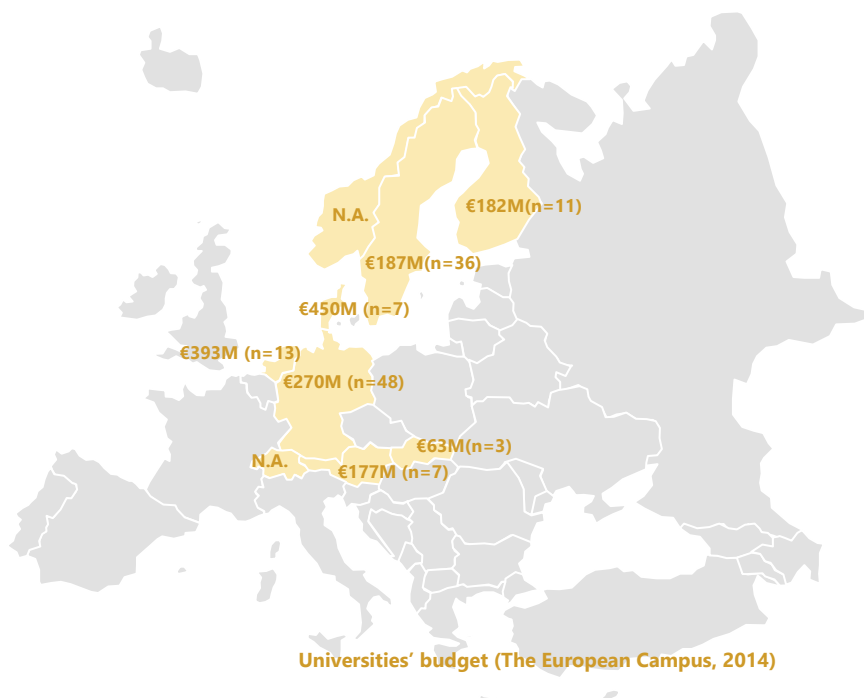 €182M(n=11)
N.A.
€187M(n=36)
€450M (n=7)
€393M (n=13)
€270M (n=48)
€63M(n=3)
N.A.
€177M (n=7)
Universities’ budget (The European Campus, 2014)